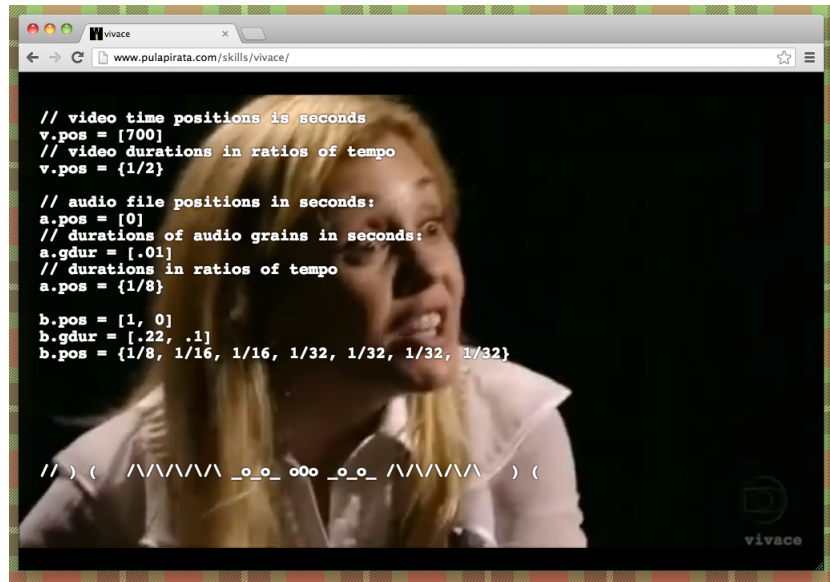 vivace
www.pulapirata.com/skills/vivace/
// video time positions is seconds
v.pos = [700]
// video durations in ratios of tempo
v.pos = {1/2}
// audio file positions in seconds:
a.pos = [0]
// durations of audio grains in seconds:
a.gdur = [.01]
// durations in ratios of tempo
a.pos = {1/8}
b.pos = [1, 0]
b.gdur = [.22, .1]
b.pos = {1/8, 1/16, 1/16, 1/32, 1/32, 1/32, 1/32}
// ) (   /\/\/\/\/\ _o_o_ oOo _o_o_ /\/\/\/\/\   ) (
vivace